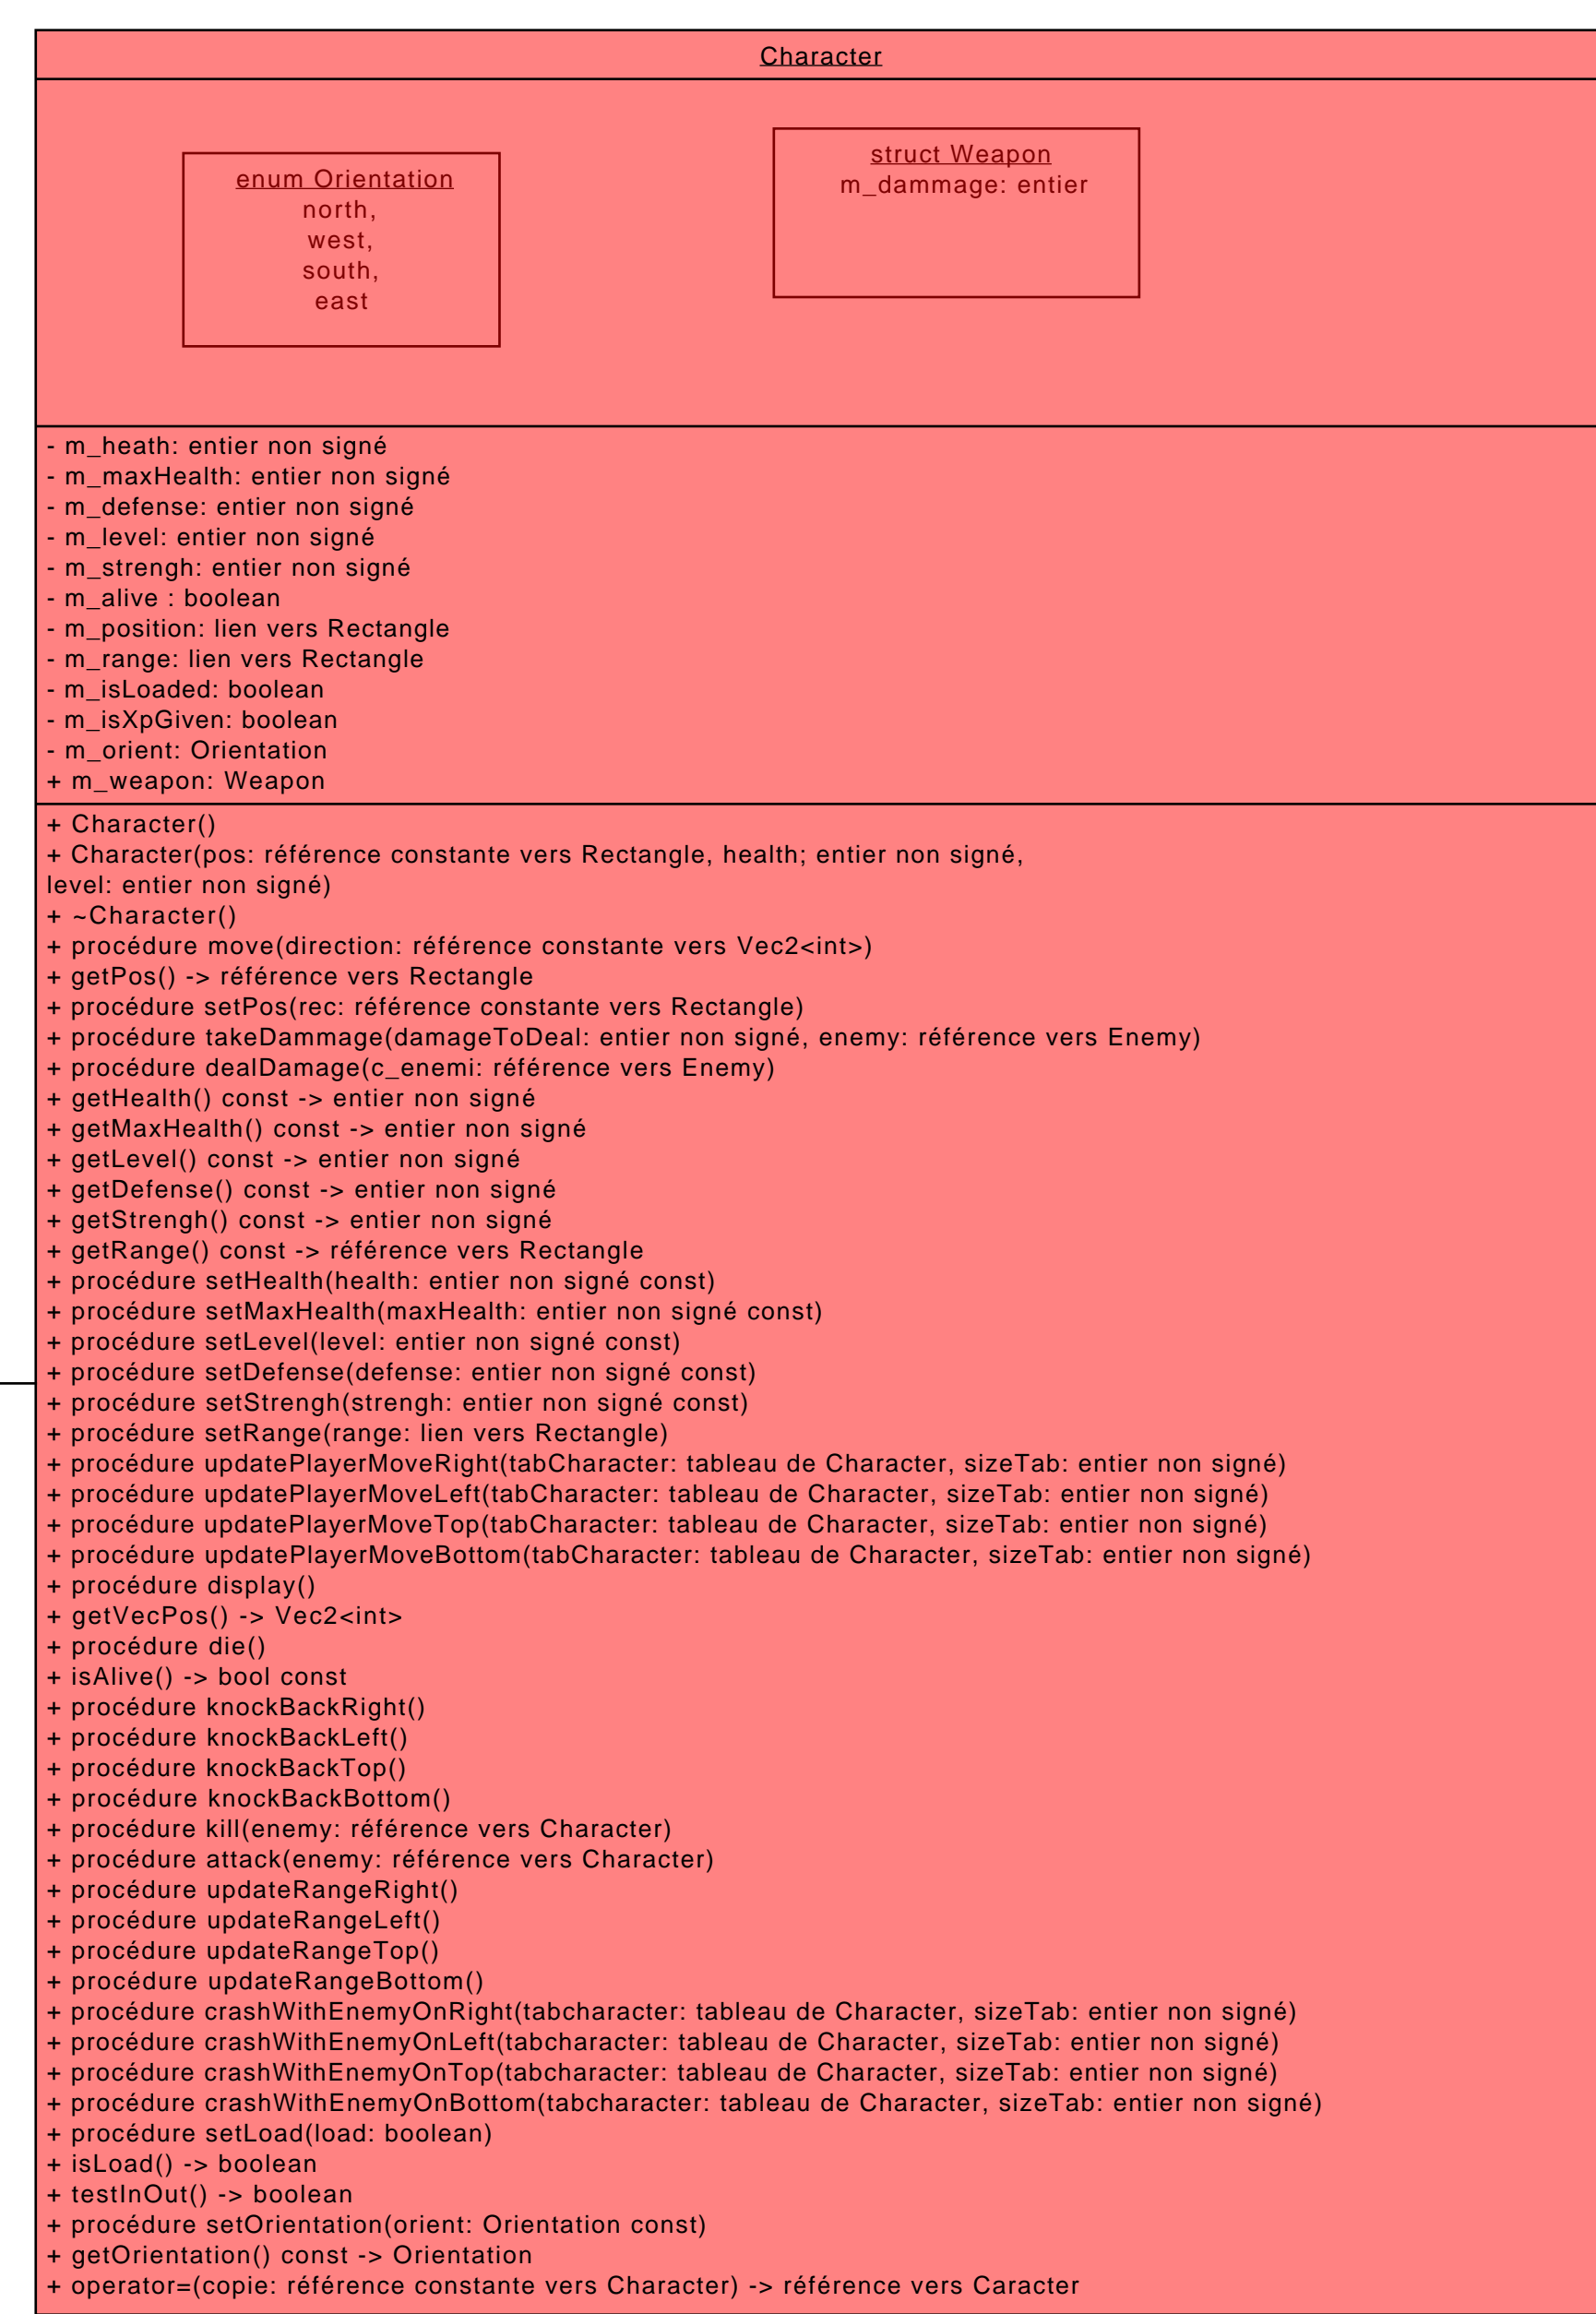 Character
enum Orientation
north,
west,
south,
east
struct Weapon
m_dammage: entier
- m_heath: entier non signé
- m_maxHealth: entier non signé
- m_defense: entier non signé
- m_level: entier non signé
- m_strengh: entier non signé
- m_alive : boolean
- m_position: lien vers Rectangle
- m_range: lien vers Rectangle
- m_isLoaded: boolean
- m_isXpGiven: boolean
- m_orient: Orientation
+ m_weapon: Weapon
+ Character()
+ Character(pos: référence constante vers Rectangle, health; entier non signé,
level: entier non signé)
+ ~Character()
+ procédure move(direction: référence constante vers Vec2<int>)
+ getPos() -> référence vers Rectangle
+ procédure setPos(rec: référence constante vers Rectangle)
+ procédure takeDammage(damageToDeal: entier non signé, enemy: référence vers Enemy)
+ procédure dealDamage(c_enemi: référence vers Enemy)
+ getHealth() const -> entier non signé
+ getMaxHealth() const -> entier non signé
+ getLevel() const -> entier non signé
+ getDefense() const -> entier non signé
+ getStrengh() const -> entier non signé
+ getRange() const -> référence vers Rectangle
+ procédure setHealth(health: entier non signé const)
+ procédure setMaxHealth(maxHealth: entier non signé const)
+ procédure setLevel(level: entier non signé const)
+ procédure setDefense(defense: entier non signé const)
+ procédure setStrengh(strengh: entier non signé const)
+ procédure setRange(range: lien vers Rectangle)
+ procédure updatePlayerMoveRight(tabCharacter: tableau de Character, sizeTab: entier non signé)
+ procédure updatePlayerMoveLeft(tabCharacter: tableau de Character, sizeTab: entier non signé)
+ procédure updatePlayerMoveTop(tabCharacter: tableau de Character, sizeTab: entier non signé)
+ procédure updatePlayerMoveBottom(tabCharacter: tableau de Character, sizeTab: entier non signé)
+ procédure display()
+ getVecPos() -> Vec2<int>
+ procédure die()
+ isAlive() -> bool const
+ procédure knockBackRight()
+ procédure knockBackLeft()
+ procédure knockBackTop()
+ procédure knockBackBottom()
+ procédure kill(enemy: référence vers Character)
+ procédure attack(enemy: référence vers Character)
+ procédure updateRangeRight()
+ procédure updateRangeLeft()
+ procédure updateRangeTop()
+ procédure updateRangeBottom()
+ procédure crashWithEnemyOnRight(tabcharacter: tableau de Character, sizeTab: entier non signé)
+ procédure crashWithEnemyOnLeft(tabcharacter: tableau de Character, sizeTab: entier non signé)
+ procédure crashWithEnemyOnTop(tabcharacter: tableau de Character, sizeTab: entier non signé)
+ procédure crashWithEnemyOnBottom(tabcharacter: tableau de Character, sizeTab: entier non signé)
+ procédure setLoad(load: boolean)
+ isLoad() -> boolean
+ testInOut() -> boolean
+ procédure setOrientation(orient: Orientation const)
+ getOrientation() const -> Orientation
+ operator=(copie: référence constante vers Character) -> référence vers Caracter